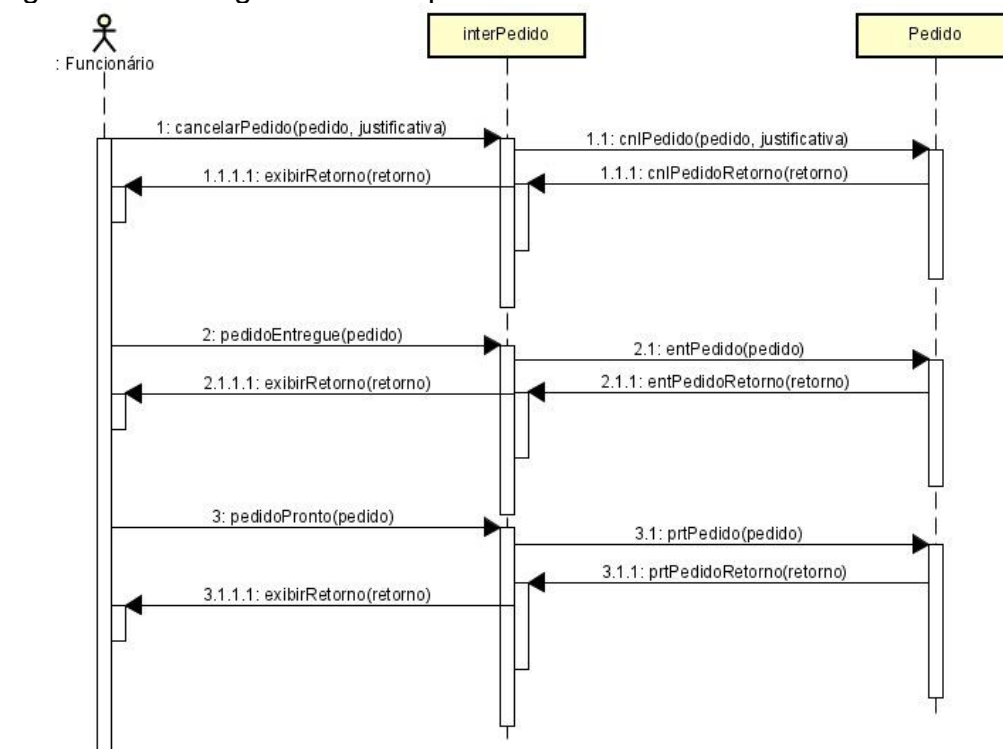 : Funcionário
interPedido
Pedido
1: cancelarPedido(pedido, justificativa)
1.1: cnlPedido(pedido, justificativa)
1.1.1: cnlPedidoRetorno(retorno)
1.1.1.1: exibirRetorno(retorno)
2: pedidoEntregue(pedido)
2.1: entPedido(pedido)
2.1.1: entPedidoRetorno(retorno)
2.1.1.1: exibirRetorno(retorno)
3: pedidoPronto(pedido)
3.1: prtPedido(pedido)
3.1.1: prtPedidoRetorno(retorno)
3.1.1.1: exibirRetorno(retorno)